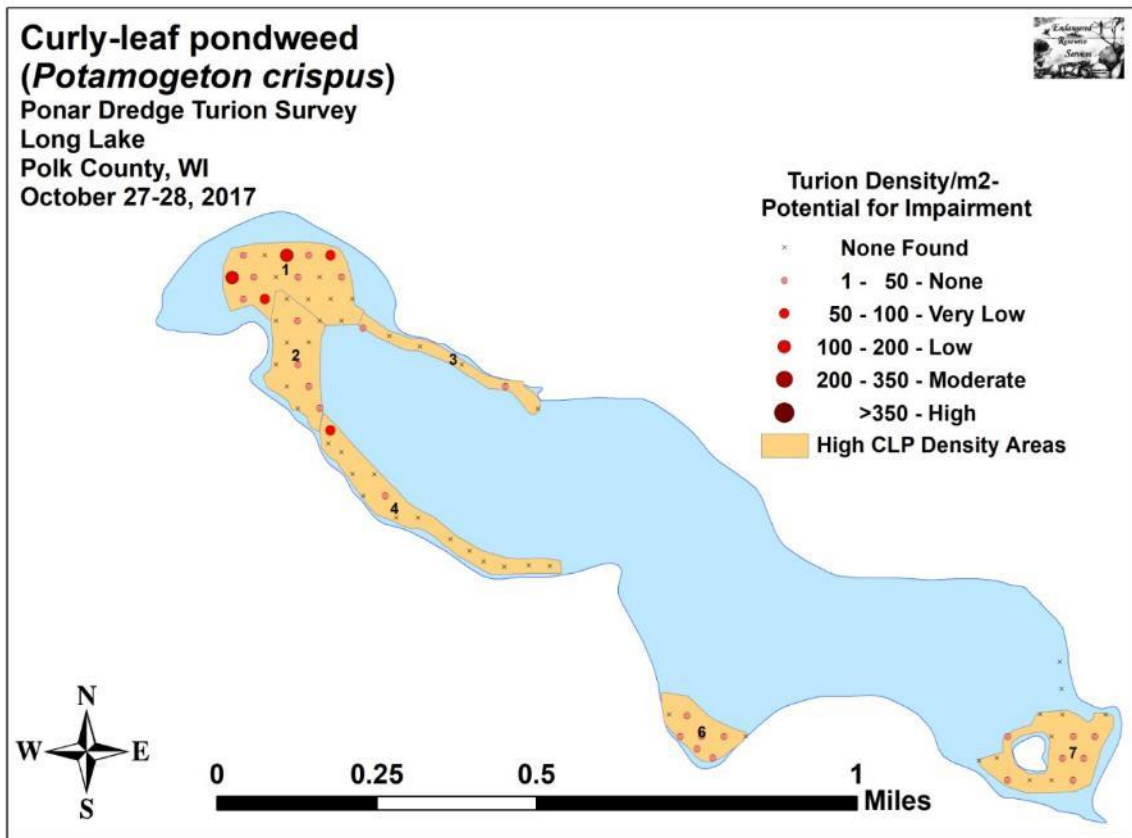 Curly-leaf pondweed
(Potamogeton crispus)
Ponar Dredge Turion Survey
Long Lake
Polk County, WI
October 27-28, 2017
Endangered
Resource
Services
Turion Density/m2-
Potential for Impairment
None Found
1 - 50 - None
50 - 100 - Very Low
100 - 200 - Low
200 - 350 - Moderate
>350 - High
High CLP Density Areas
1
2
3
4
6
7
N
W E
S
0 0.25 0.5 1
Miles